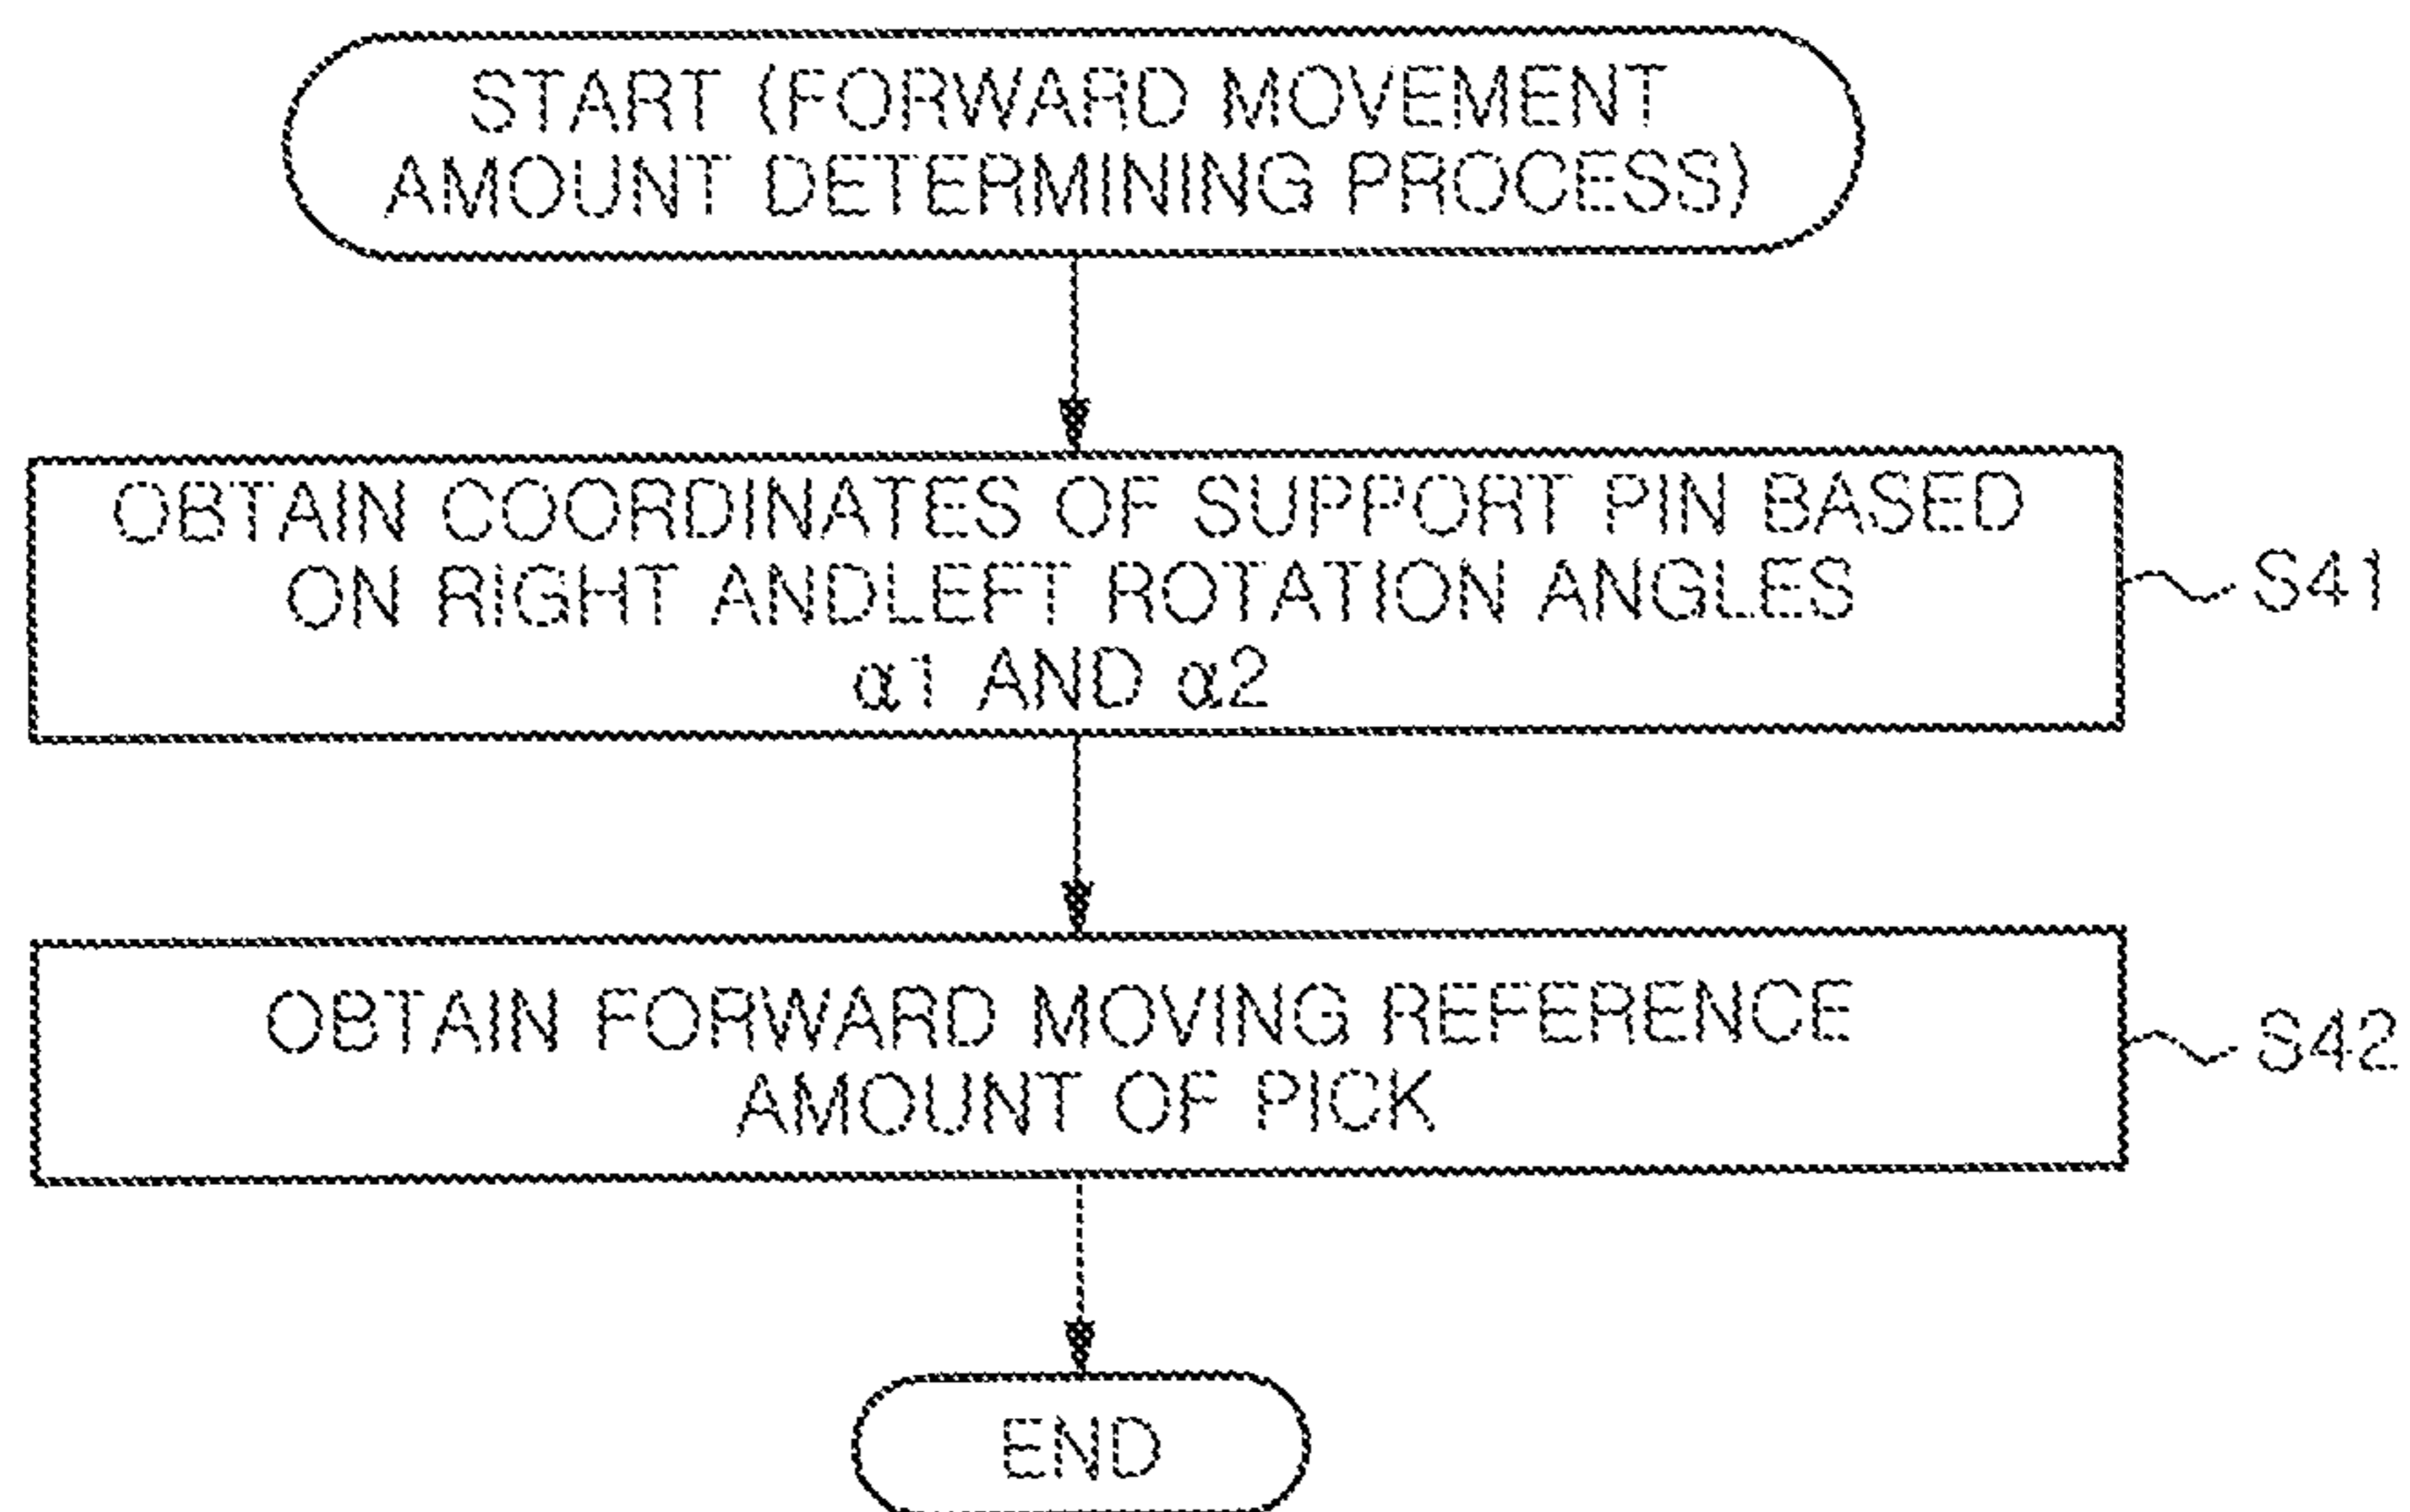 START (FORWARD MOVEMENT
AMOUNT DETERMINING PROCESS)
OBTAIN COORDINATES OF SUPPORT PIN BASED
ON RIGHT ANDLEFT ROTATION ANGLES
α1 AND α2
S41
OBTAIN FORWARD MOVING REFERENCE
AMOUNT OF PICK
S42
END